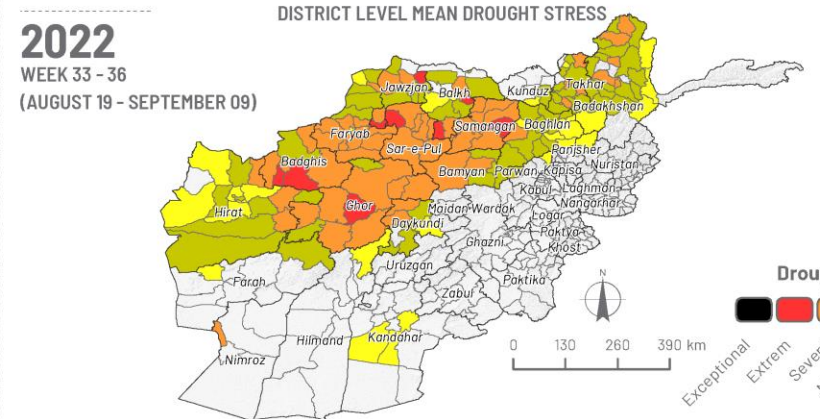 DISTRICT LEVEL MEAN DROUGHT STRESS
2022
WEEK 33 - 36
(AUGUST 19 - SEPTEMBER 09)
Jawzjan
Balkh
Kunduz
Takhar
Badakhshan
Faryab
Samangan
Baghlan
Sar-e-Pul
Panjsher
Badghis
Bamyan
Parwan
Kapisa
Nuristan
Kabul
Laghman
Nangarhar
Ghor
Hirat
Daykundi
Maidan Wardak
Logar
Paktya
Khost
Ghazni
Uruzgan
Farah
Zabul
Paktika
N
Hilmand
Kandahar
Nimroz
0 130 260 390 km
Drou
Exceptional
Extrem
Sever